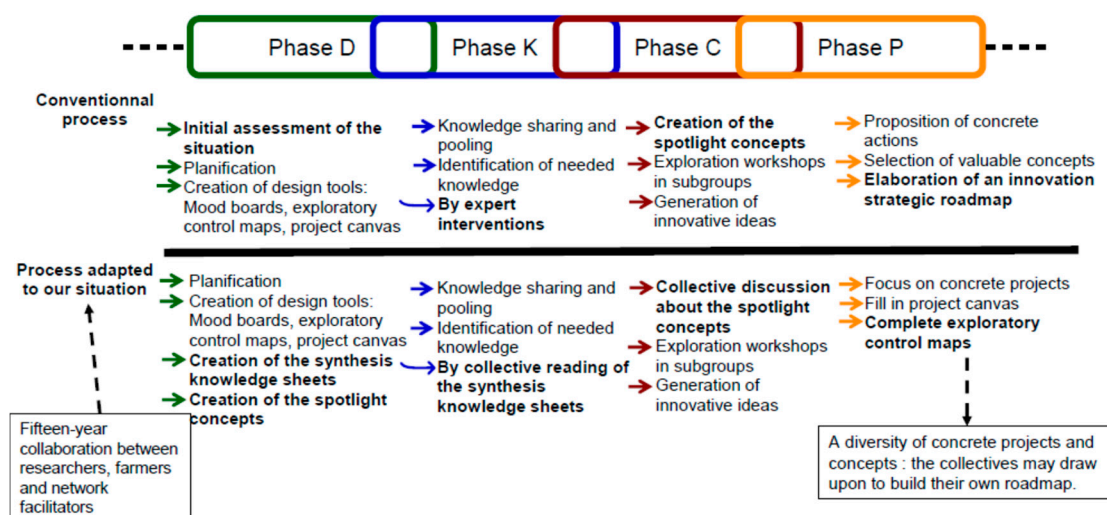 Phase D
Phase K
Phase C
Phase P
Conventionnal
process
Initial assessment of the
situation
Planification
Creation of design tools:
Mood boards, exploratory
control maps, project canvas
Knowledge sharing and
pooling
Identification of needed
knowledge
By expert
interventions
Creation of the
spotlight concepts
Exploration workshops
in subgroups
Generation of
innovative ideas
Proposition of concrete
actions
Selection of valuable concepts
Elaboration of an innovation
strategic roadmap
Process adapted
to our situation
Planification
Creation of design tools:
Mood boards, exploratory
control maps, project canvas
Creation of the synthesis
knowledge sheets
Creation of the spotlight
concepts
Knowledge sharing and
pooling
Identification of needed
knowledge
By collective reading of
the synthesis
knowledge sheets
Collective discussion
about the spotlight
concepts
Exploration workshops
in subgroups
Generation of
innovative ideas
Focus on concrete projects
Fill in project canvas
Complete exploratory
control maps
Fifteen-year
collaboration between
researchers, farmers
and network
facilitators
A diversity of concrete projects and
concepts : the collectives may draw
upon to build their own roadmap.